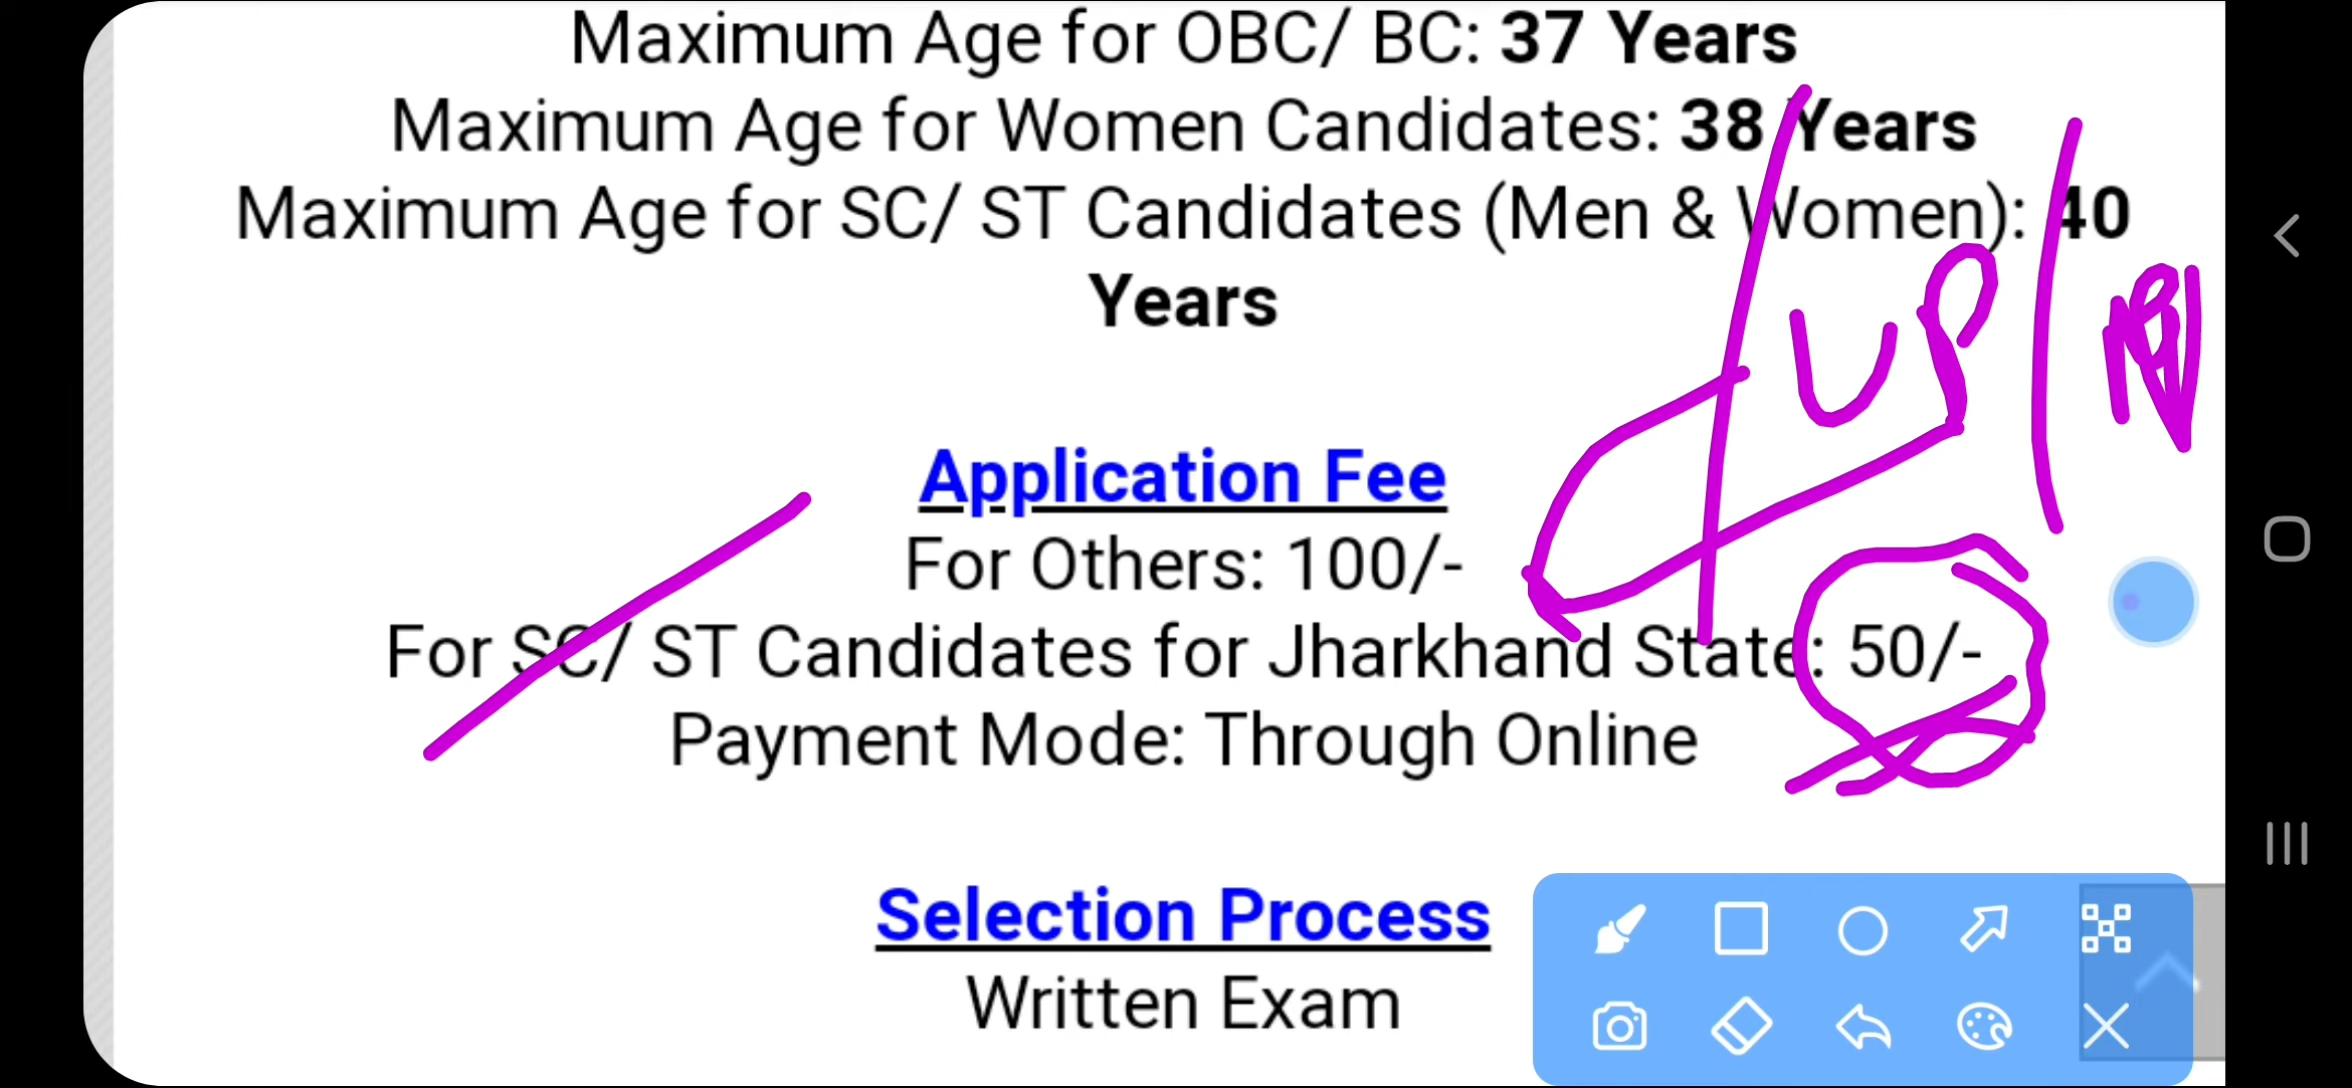 Maximum Age for OBC/ BC: 37 Years
Maximum Age for Women Candidates: 38 Years
Maximum Age for SC/ ST Candidates (Men & Women): 40
Years
UP
Application Fee
For Others: 100/-
For SC/ ST Candidates for Jharkhand State: 50/-
Payment Mode: Through Online
Selection Process
Written Exam